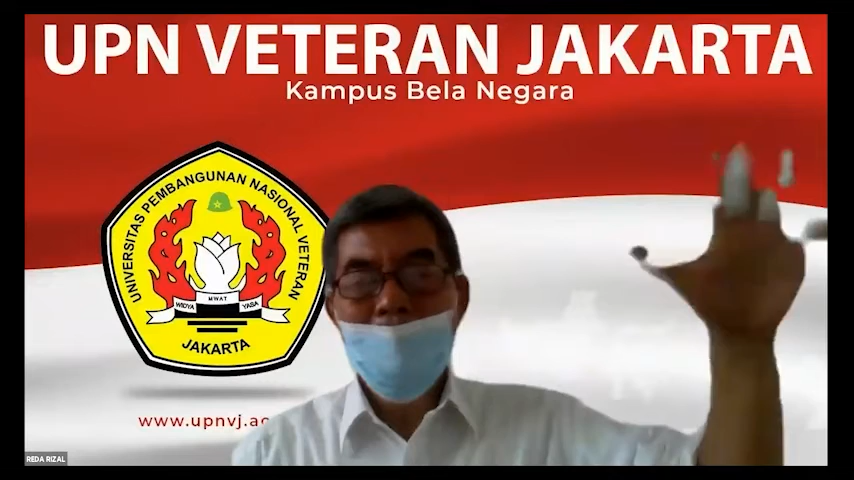 UPN VETERAN JAKARTA
Kampus Bela Negara
UNIVERSITAS PEMBANGUNAN NASIONAL VETERAN
WIDYA MWAT YASA
JAKARTA
www.upnvj.ac
REDA RIZAL